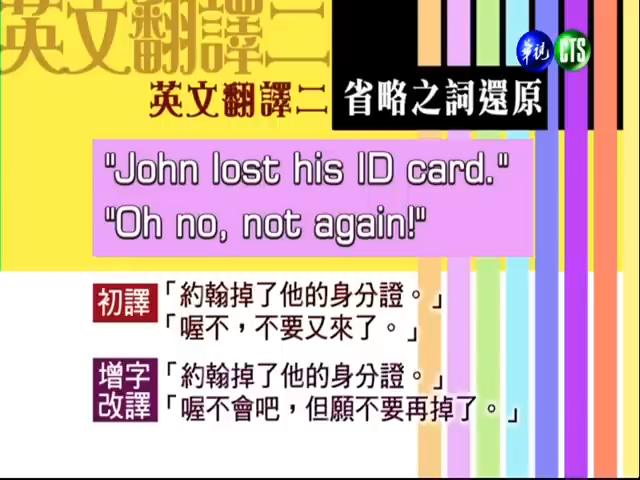 英文翻譯二
華視 CTS
英文翻譯二 省略之詞還原
"John lost his ID card."
"Oh no, not again!"
初譯 「約翰掉了他的身分證。」
「喔不，不要又來了。」
增字改譯 「約翰掉了他的身分證。」
「喔不會吧，但願不要再掉了。」